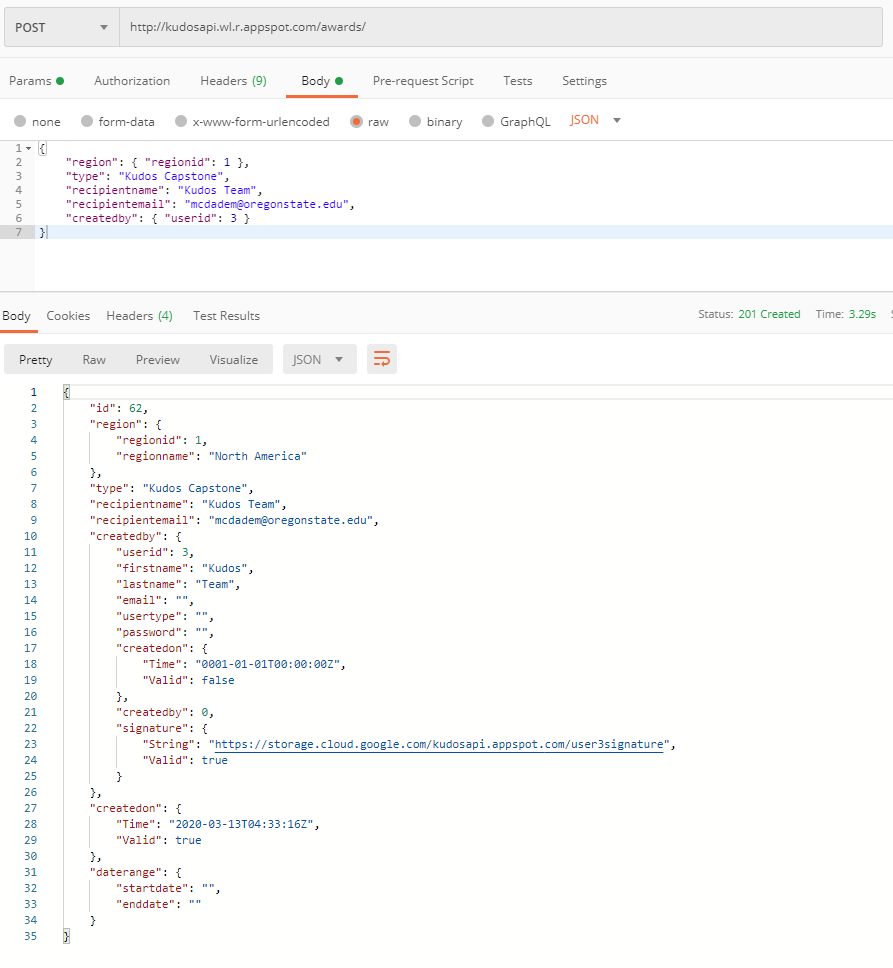 POST http://kudosapi.wl.r.appspot.com/awards/
Params Authorization Headers (9) Body Pre-request Script Tests Settings
none form-data x-www-form-urlencoded raw binary GraphQL JSON
1 {
2 "region": { "regionid": 1 },
3 "type": "Kudos Capstone",
4 "recipientname": "Kudos Team",
5 "recipientemail": "mcdadem@oregonstate.edu",
6 "createdby": { "userid": 3 }
7 }
Body Cookies Headers (4) Test Results Status: 201 Created Time: 3.29s
Pretty Raw Preview Visualize JSON
1 {
2 "id": 62,
3 "region": {
4 "regionid": 1,
5 "regionname": "North America"
6 },
7 "type": "Kudos Capstone",
8 "recipientname": "Kudos Team",
9 "recipientemail": "mcdadem@oregonstate.edu",
10 "createdby": {
11 "userid": 3,
12 "firstname": "Kudos",
13 "lastname": "Team",
14 "email": "",
15 "usertype": "",
16 "password": "",
17 "createdon": {
18 "Time": "0001-01-01T00:00:00Z",
19 "Valid": false
20 },
21 "createdby": 0,
22 "signature": {
23 "String": "https://storage.cloud.google.com/kudosapi.appspot.com/user3signature",
24 "Valid": true
25 }
26 },
27 "createdon": {
28 "Time": "2020-03-13T04:33:16Z",
29 "Valid": true
30 },
31 "daterange": {
32 "startdate": "",
33 "enddate": ""
34 }
35 }